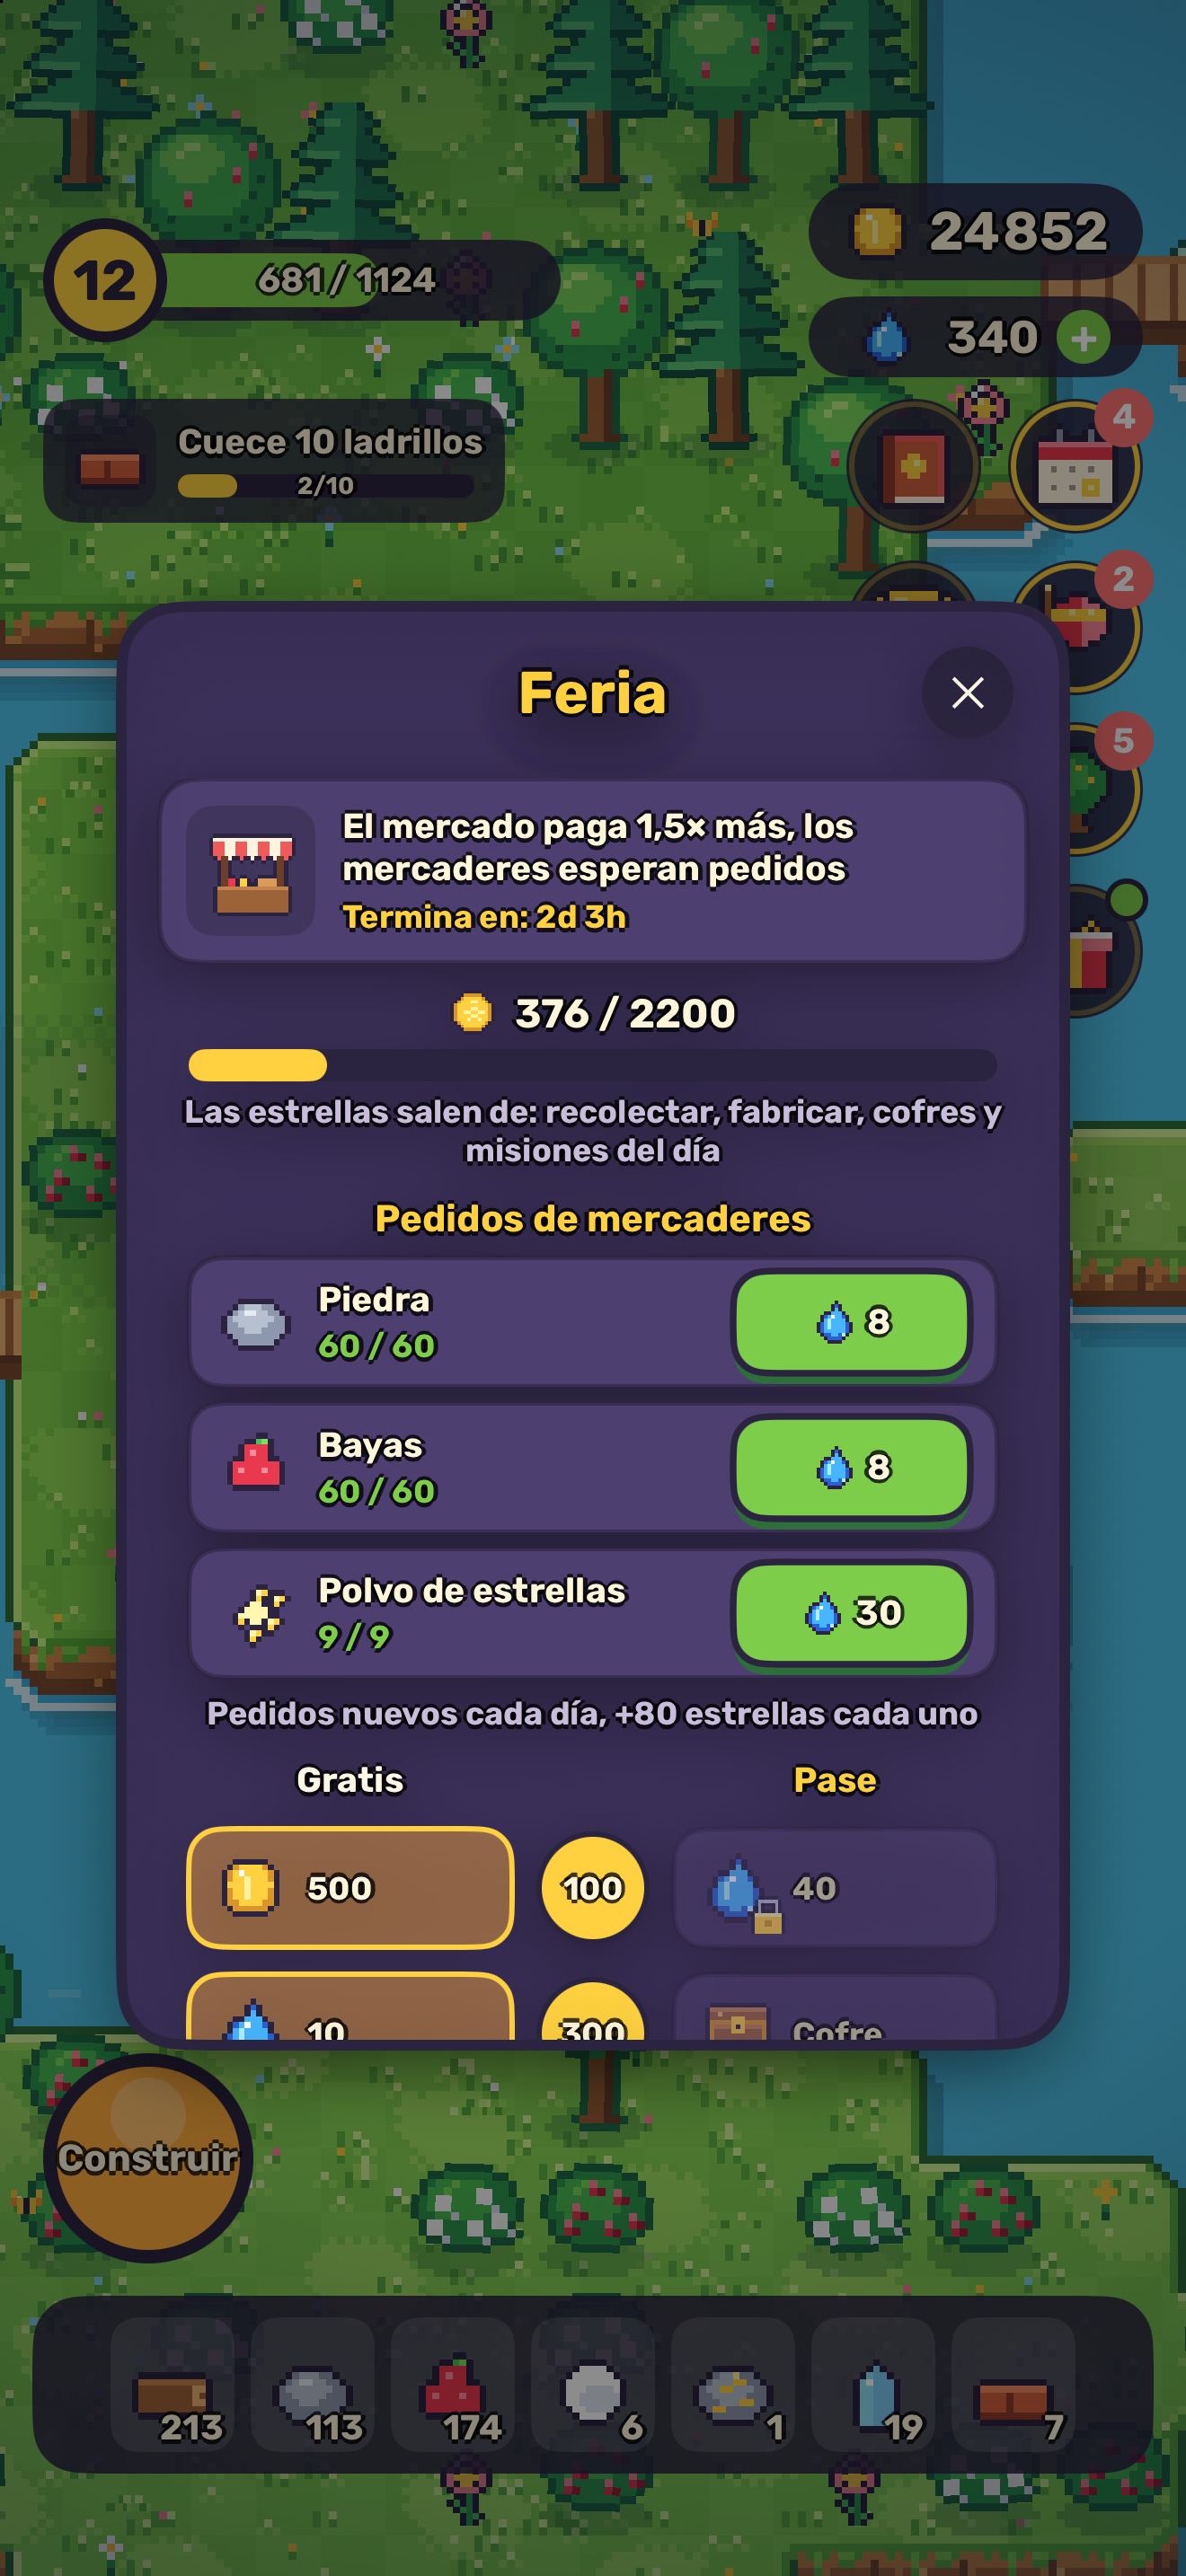 24852
12
681/1124
340
+
4
Cuece 10 ladrillos
2/10
2
Feria
5
El mercado paga 1,5× más, los
mercaderes esperan pedidos
Termina en: 2d 3h
376 / 2200
Las estrellas salen de: recolectar, fabricar, cofres y
misiones del día
Pedidos de mercaderes
Piedra
60/60
8
Bayas
60/60
8
Polvo de estrellas
9/9
30
Pedidos nuevos cada día, +80 estrellas cada uno
Gratis
Pase
500
100
40
10
300
Cofre
Construir
213
113
174
6
1
19
7